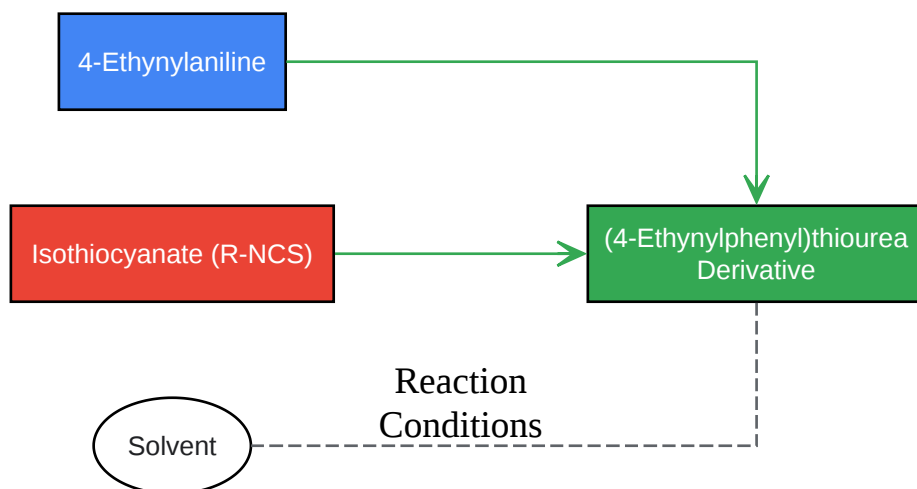 4-Ethynylaniline
Isothiocyanate (R-NCS)
(4-Ethynylphenyl)thiourea
Derivative
Reaction
Conditions
Solvent